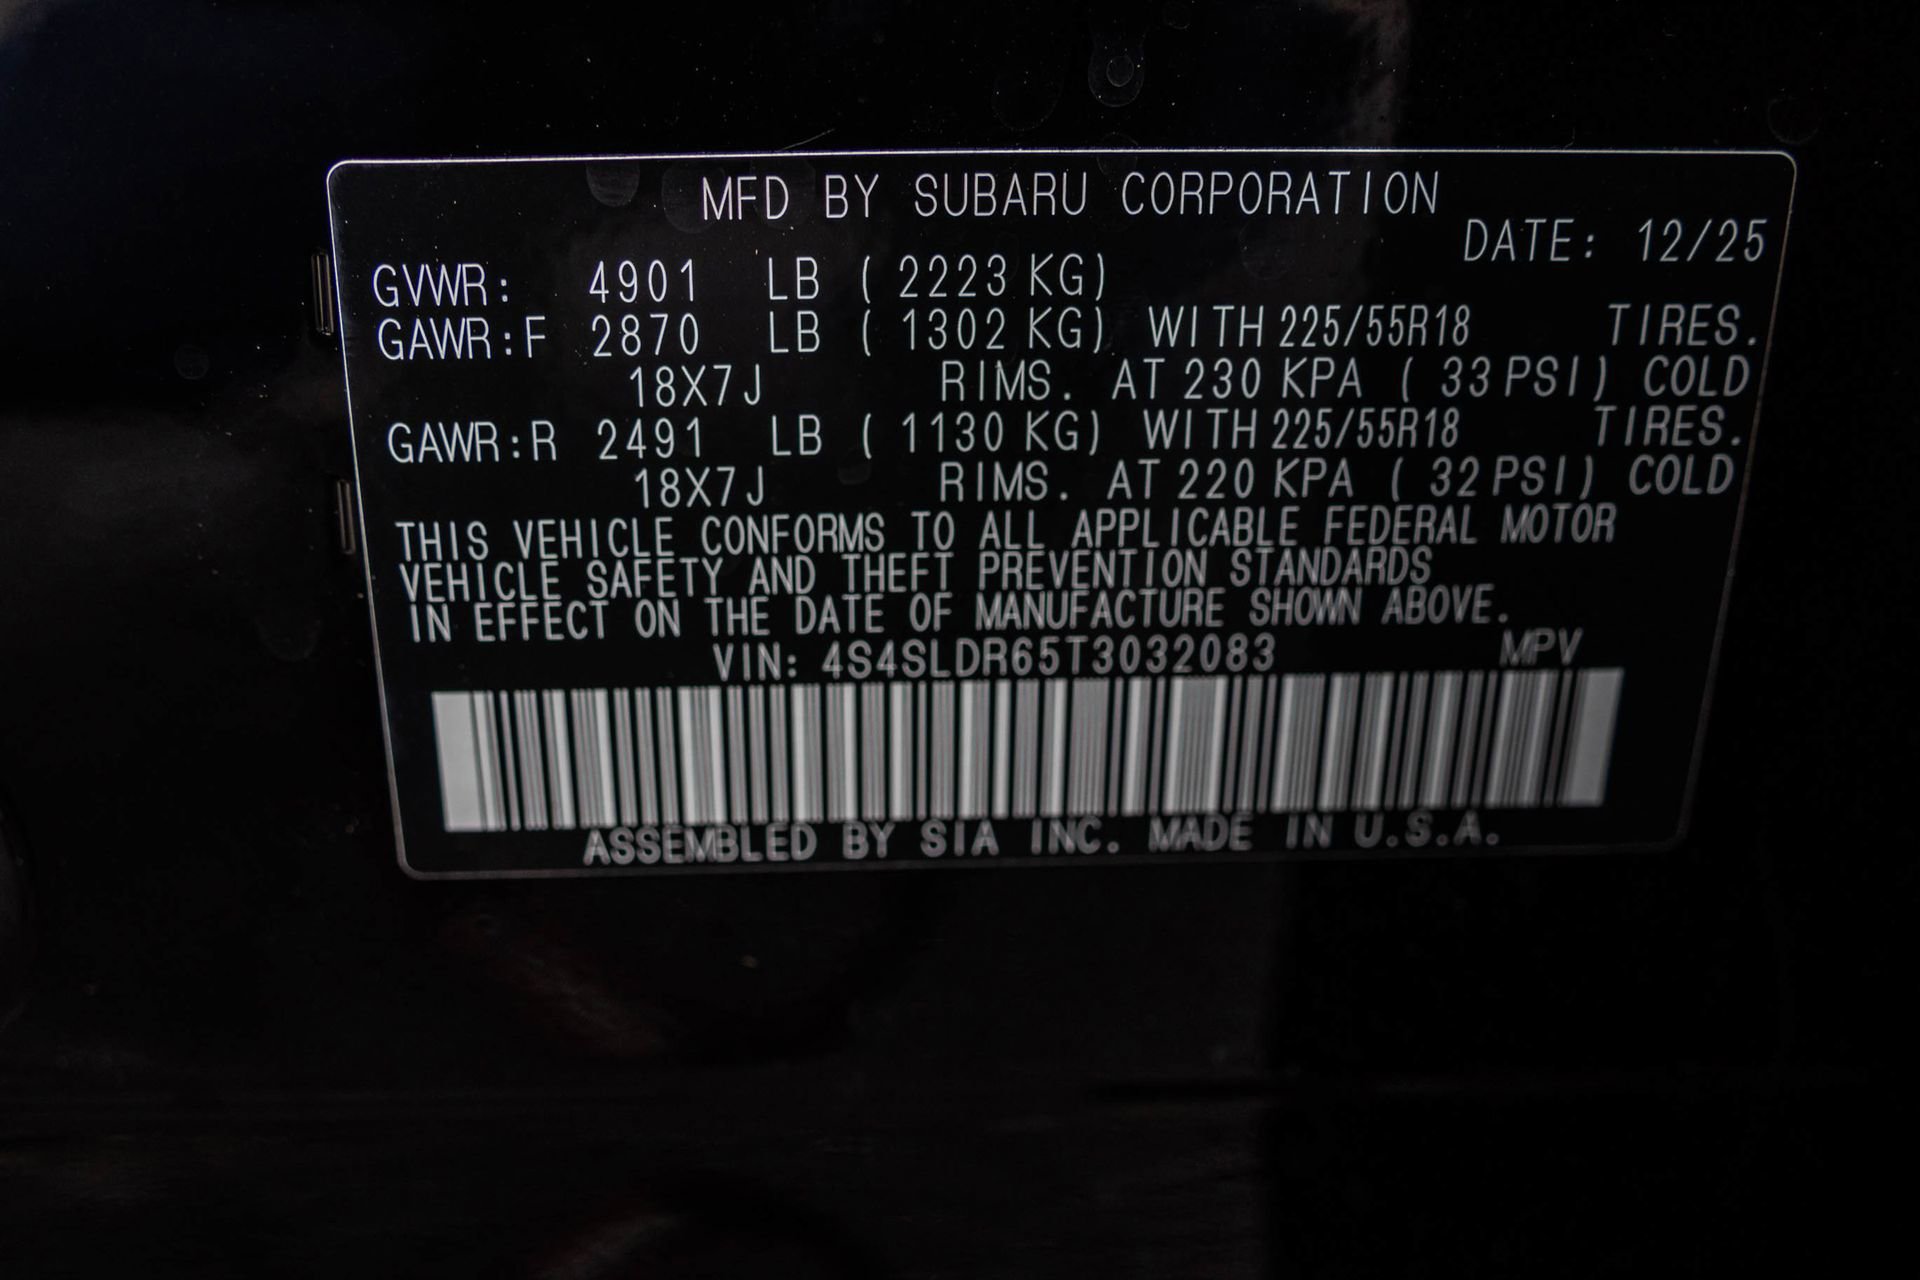 MFD BY SUBARU CORPORATION
DATE: 12/25
GVWR: 4901 LB ( 2223 KG)
GAWR:F 2870 LB ( 1302 KG) WITH 225/55R18 TIRES.
18X7J RIMS. AT 230 KPA ( 33 PSI) COLD
GAWR:R 2491 LB ( 1130 KG) WITH 225/55R18 TIRES.
18X7J RIMS. AT 220 KPA ( 32 PSI) COLD
THIS VEHICLE CONFORMS TO ALL APPLICABLE FEDERAL MOTOR
VEHICLE SAFETY AND THEFT PREVENTION STANDARDS
IN EFFECT ON THE DATE OF MANUFACTURE SHOWN ABOVE.
VIN: 4S4SLDR65T3032083 MPV
ASSEMBLED BY SIA INC. MADE IN U.S.A.